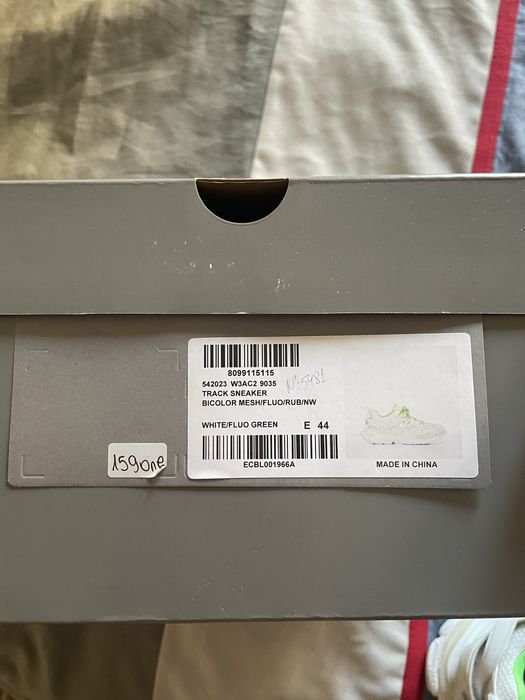 8099115115
542023 W3AC2 9035
N:5481
TRACK SNEAKER
BICOLOR MESH/FLUO/RUB/NW
WHITE/FLUO GREEN E 44
ECBL001966A
MADE IN CHINA